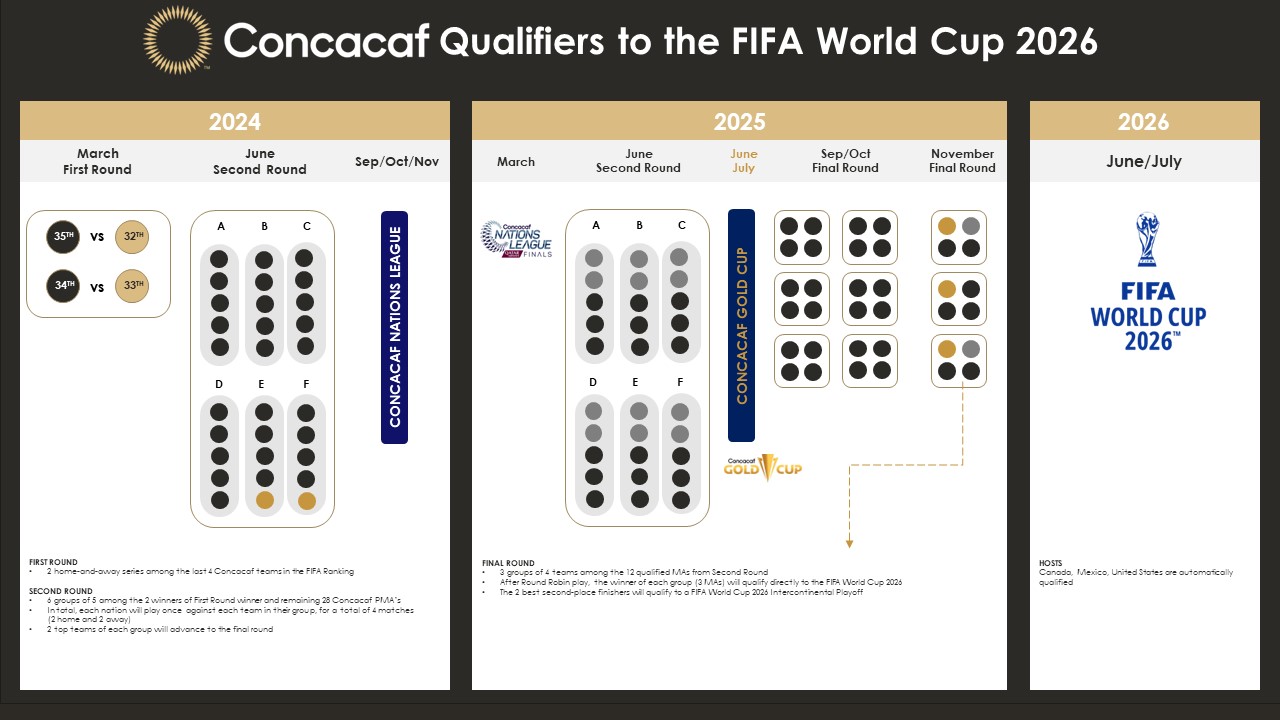 Concacaf Qualifiers to the FIFA World Cup 2026
2024
March
First Round
June
Second Round
Sep/Oct/Nov
35TH VS 32TH
34TH VS 33TH
A B C
D E F
CONCACAF NATIONS LEAGUE
FIRST ROUND
• 2 home-and-away series among the last 4 Concacaf teams in the FIFA Ranking
SECOND ROUND
• 6 groups of 5 among the 2 winners of First Round winner and remaining 28 Concacaf PMA's
• In total, each nation will play once against each team in their group, for a total of 4 matches
(2 home and 2 away)
• 2 top teams of each group will advance to the final round
2025
March
June
Second Round
June
July
Sep/Oct
Final Round
November
Final Round
Concacaf
NATIONS
LEAGUE
FINALS
A B C
D E F
CONCACAF GOLD CUP
Concacaf
GOLD CUP
FINAL ROUND
• 3 groups of 4 teams among the 12 qualified MAs from Second Round
• After Round Robin play, the winner of each group (3 MAs) will qualify directly to the FIFA World Cup 2026
• The 2 best second-place finishers will qualify to a FIFA World Cup 2026 Intercontinental Playoff
2026
June/July
FIFA
WORLD CUP
2026™
HOSTS
Canada, Mexico, United States are automatically
qualified